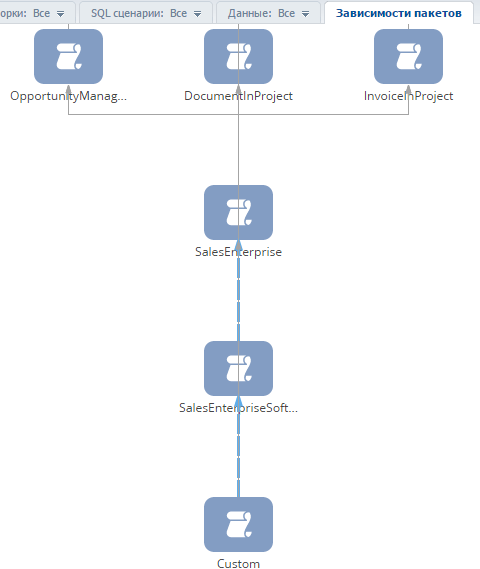 орки: Все SQL сценарии: Все Данные: Все Зависимости пакетов
OpportunityManag... DocumentInProject InvoiceInProject
SalesEnterprise
SalesEnterpriseSoft...
Custom